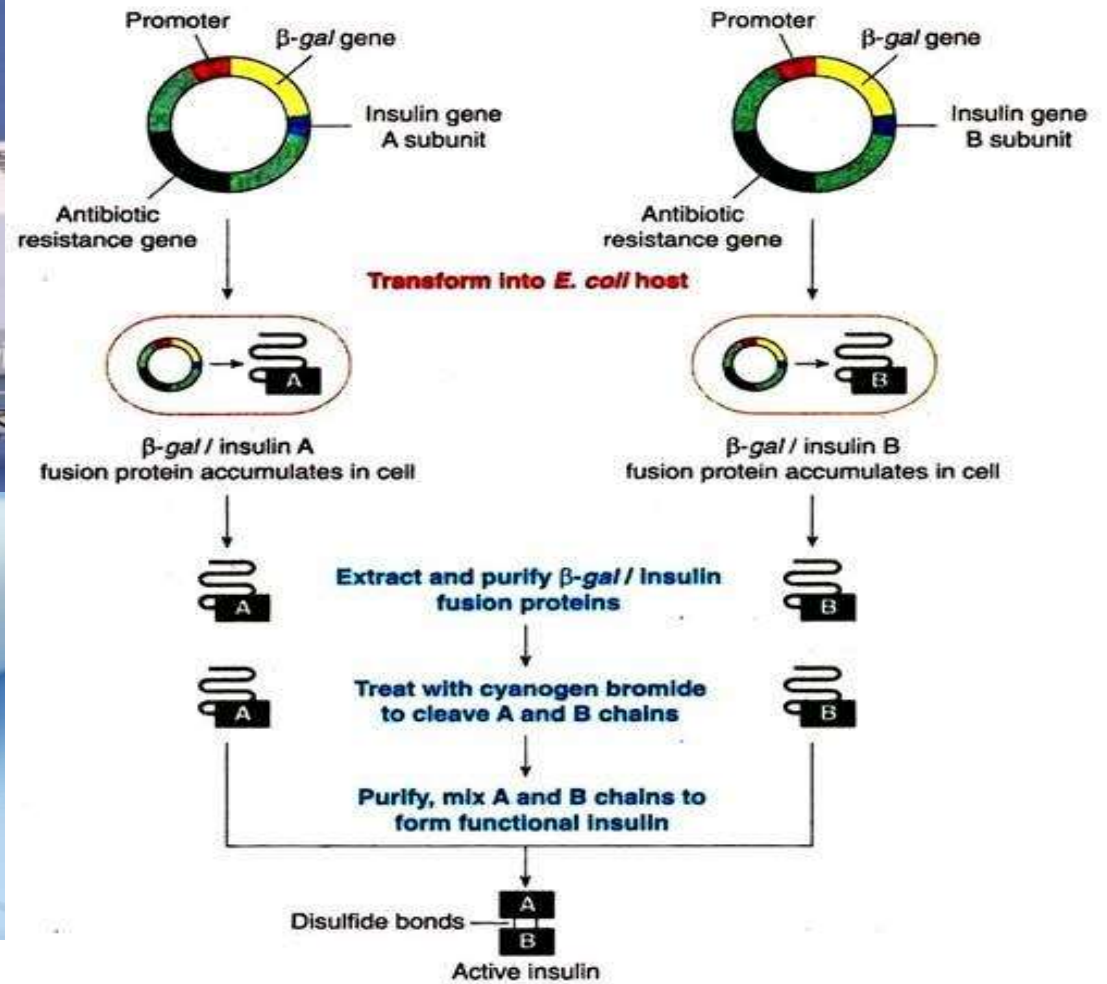 Promoter
β-gal gene
Insulin gene
A subunit
Antibiotic
resistance gene
Promoter
β-gal gene
Insulin gene
B subunit
Antibiotic
resistance gene
Transform into E. coli host
A
B
β-gal / insulin A
fusion protein accumulates in cell
β-gal / insulin B
fusion protein accumulates in cell
A
Extract and purify β-gal / insulin
fusion proteins
B
A
Treat with cyanogen bromide
to cleave A and B chains
B
Purify, mix A and B chains to
form functional insulin
A
Disulfide bonds
B
Active insulin